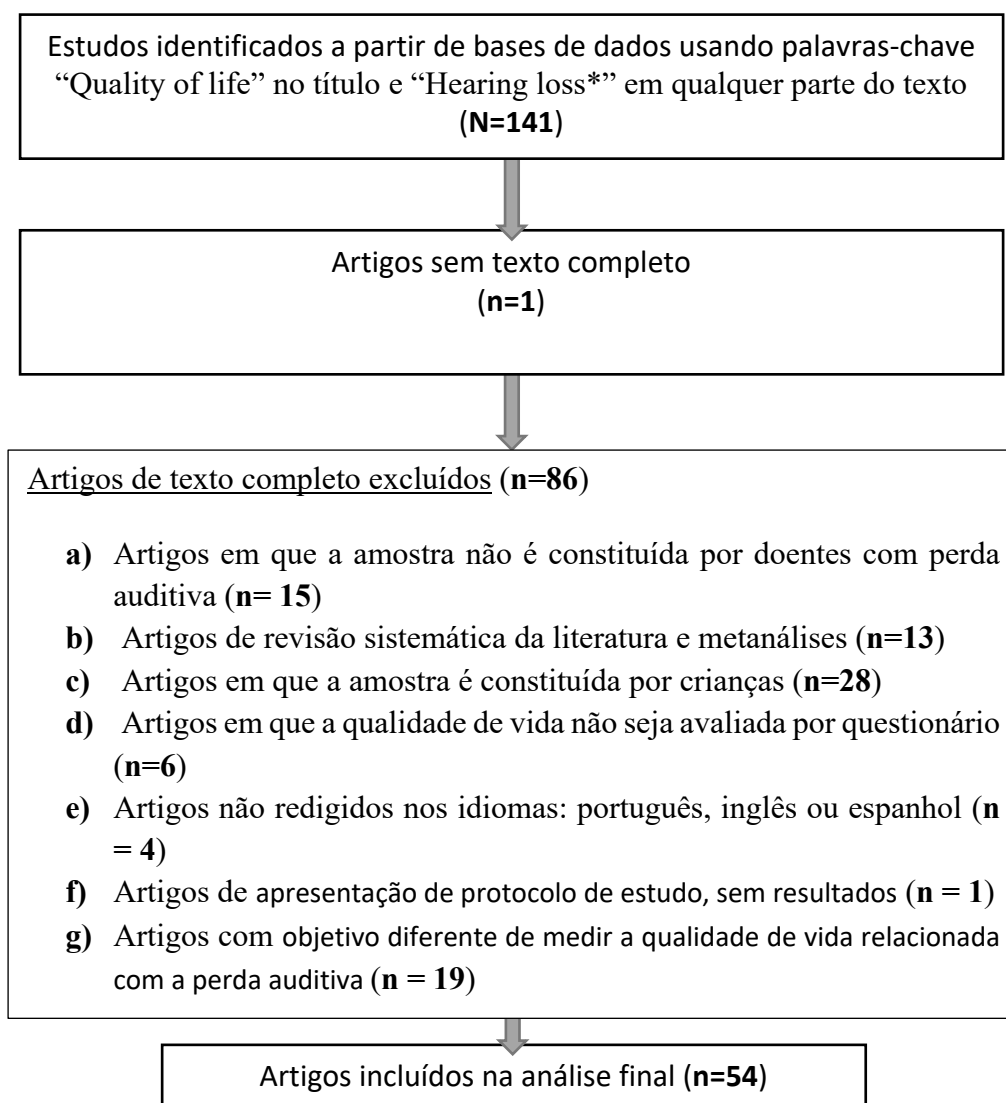 Estudos identificados a partir de bases de dados usando palavras-chave
“Quality of life” no título e “Hearing loss*” em qualquer parte do texto
(N=141)
Artigos sem texto completo
(n=1)
Artigos de texto completo excluídos (n=86)
a) Artigos em que a amostra não é constituída por doentes com perda
auditiva (n= 15)
b) Artigos de revisão sistemática da literatura e metanálises (n=13)
c) Artigos em que a amostra é constituída por crianças (n=28)
d) Artigos em que a qualidade de vida não seja avaliada por questionário
(n=6)
e) Artigos não redigidos nos idiomas: português, inglês ou espanhol (n
= 4)
f) Artigos de apresentação de protocolo de estudo, sem resultados (n = 1)
g) Artigos com objetivo diferente de medir a qualidade de vida relacionada
com a perda auditiva (n = 19)
Artigos incluídos na análise final (n=54)